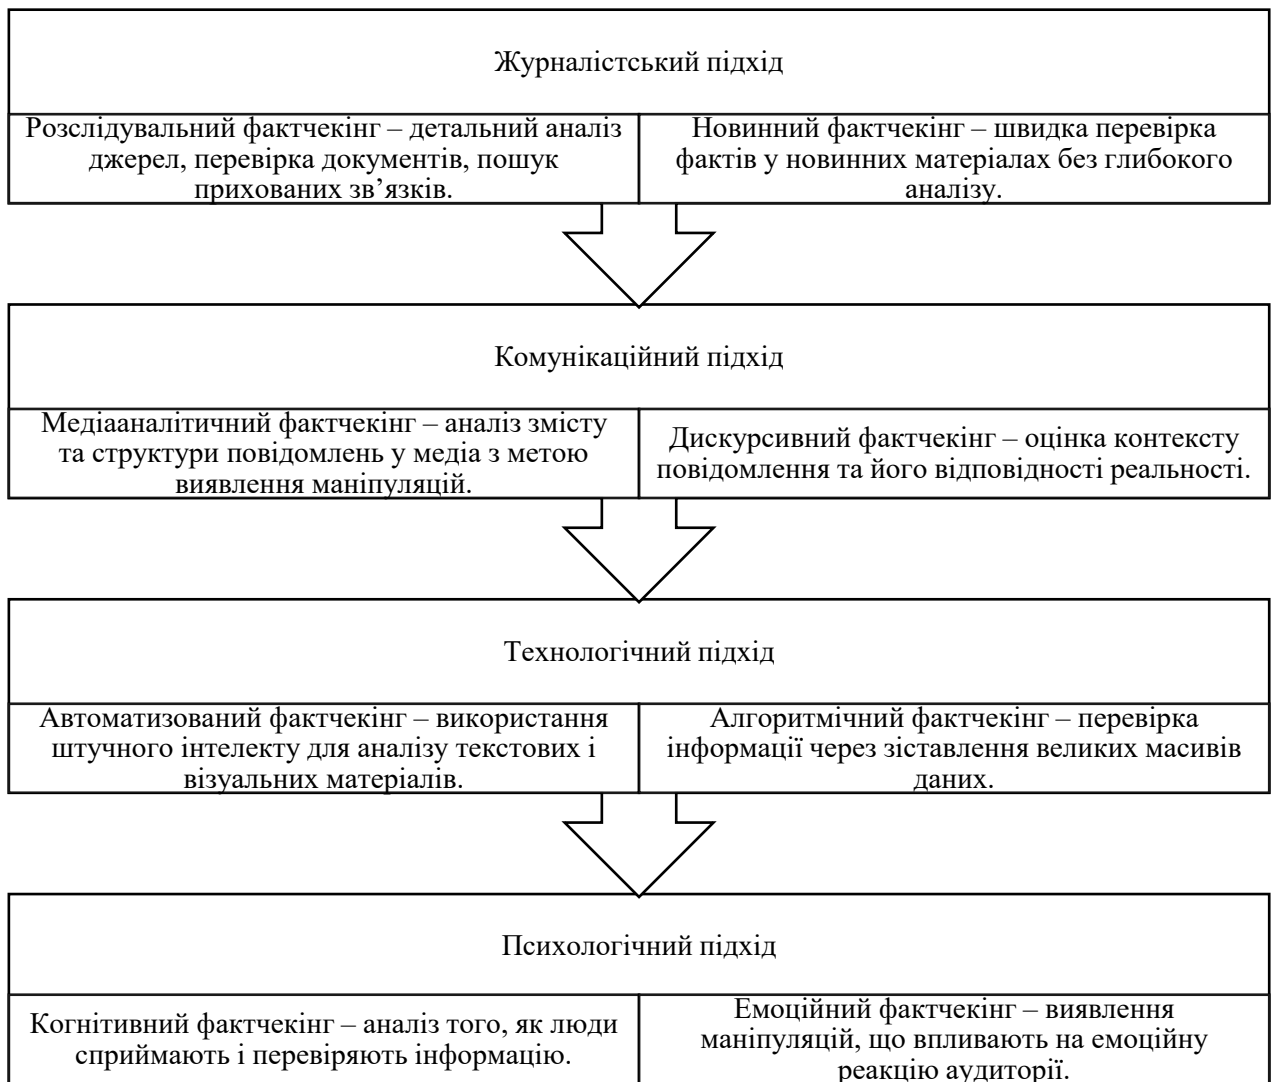 Журналістський підхід
Розслідувальний фактчекінг – детальний аналіз
джерел, перевірка документів, пошук
прихованих зв’язків.
Новинний фактчекінг – швидка перевірка
фактів у новинних матеріалах без глибокого
аналізу.
Комунікаційний підхід
Медіааналітичний фактчекінг – аналіз змісту
та структури повідомлень у медіа з метою
виявлення маніпуляцій.
Дискурсивний фактчекінг – оцінка контексту
повідомлення та його відповідності реальності.
Технологічний підхід
Автоматизований фактчекінг – використання
штучного інтелекту для аналізу текстових і
візуальних матеріалів.
Алгоритмічний фактчекінг – перевірка
інформації через зіставлення великих масивів
даних.
Психологічний підхід
Когнітивний фактчекінг – аналіз того, як люди
сприймають і перевіряють інформацію.
Емоційний фактчекінг – виявлення
маніпуляцій, що впливають на емоційну
реакцію аудиторії.